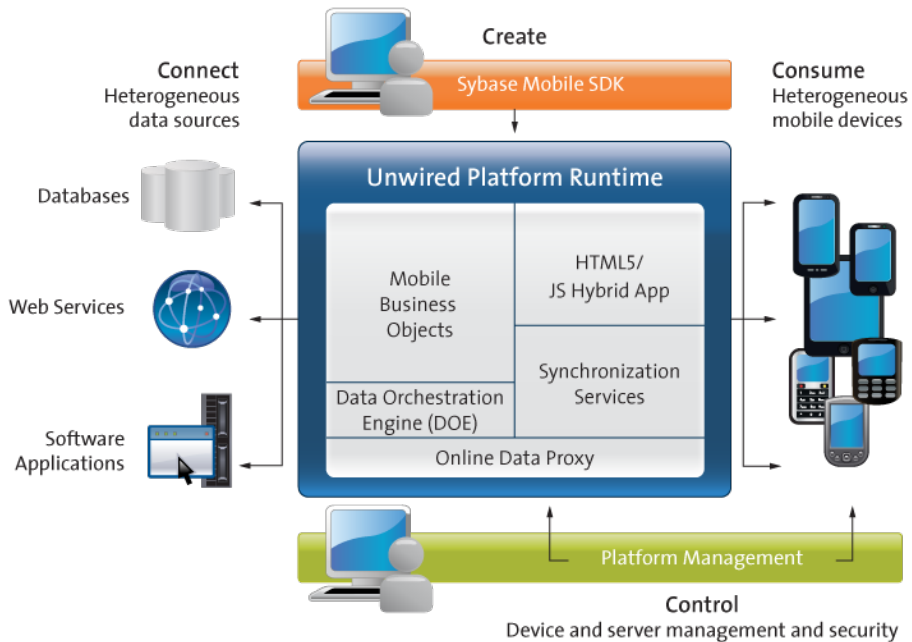 Create
Sybase Mobile SDK
Connect
Heterogeneous
data sources
Databases
Web Services
Software
Applications
Unwired Platform Runtime
Mobile
Business
Objects
HTML5/
JS Hybrid App
Data Orchestration
Engine (DOE)
Synchronization
Services
Online Data Proxy
Consume
Heterogeneous
mobile devices
Platform Management
Control
Device and server management and security